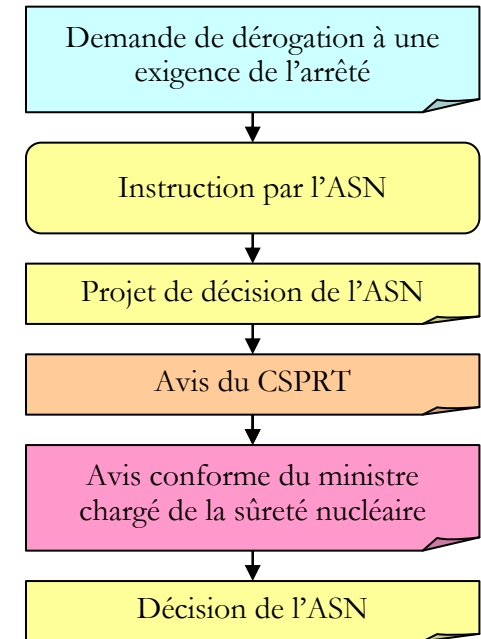 Demande de dérogation à une
exigence de l'arrêté
Instruction par l'ASN
Projet de décision de l'ASN
Avis du CSPRT
Avis conforme du ministre
chargé de la sûreté nucléaire
Décision de l'ASN